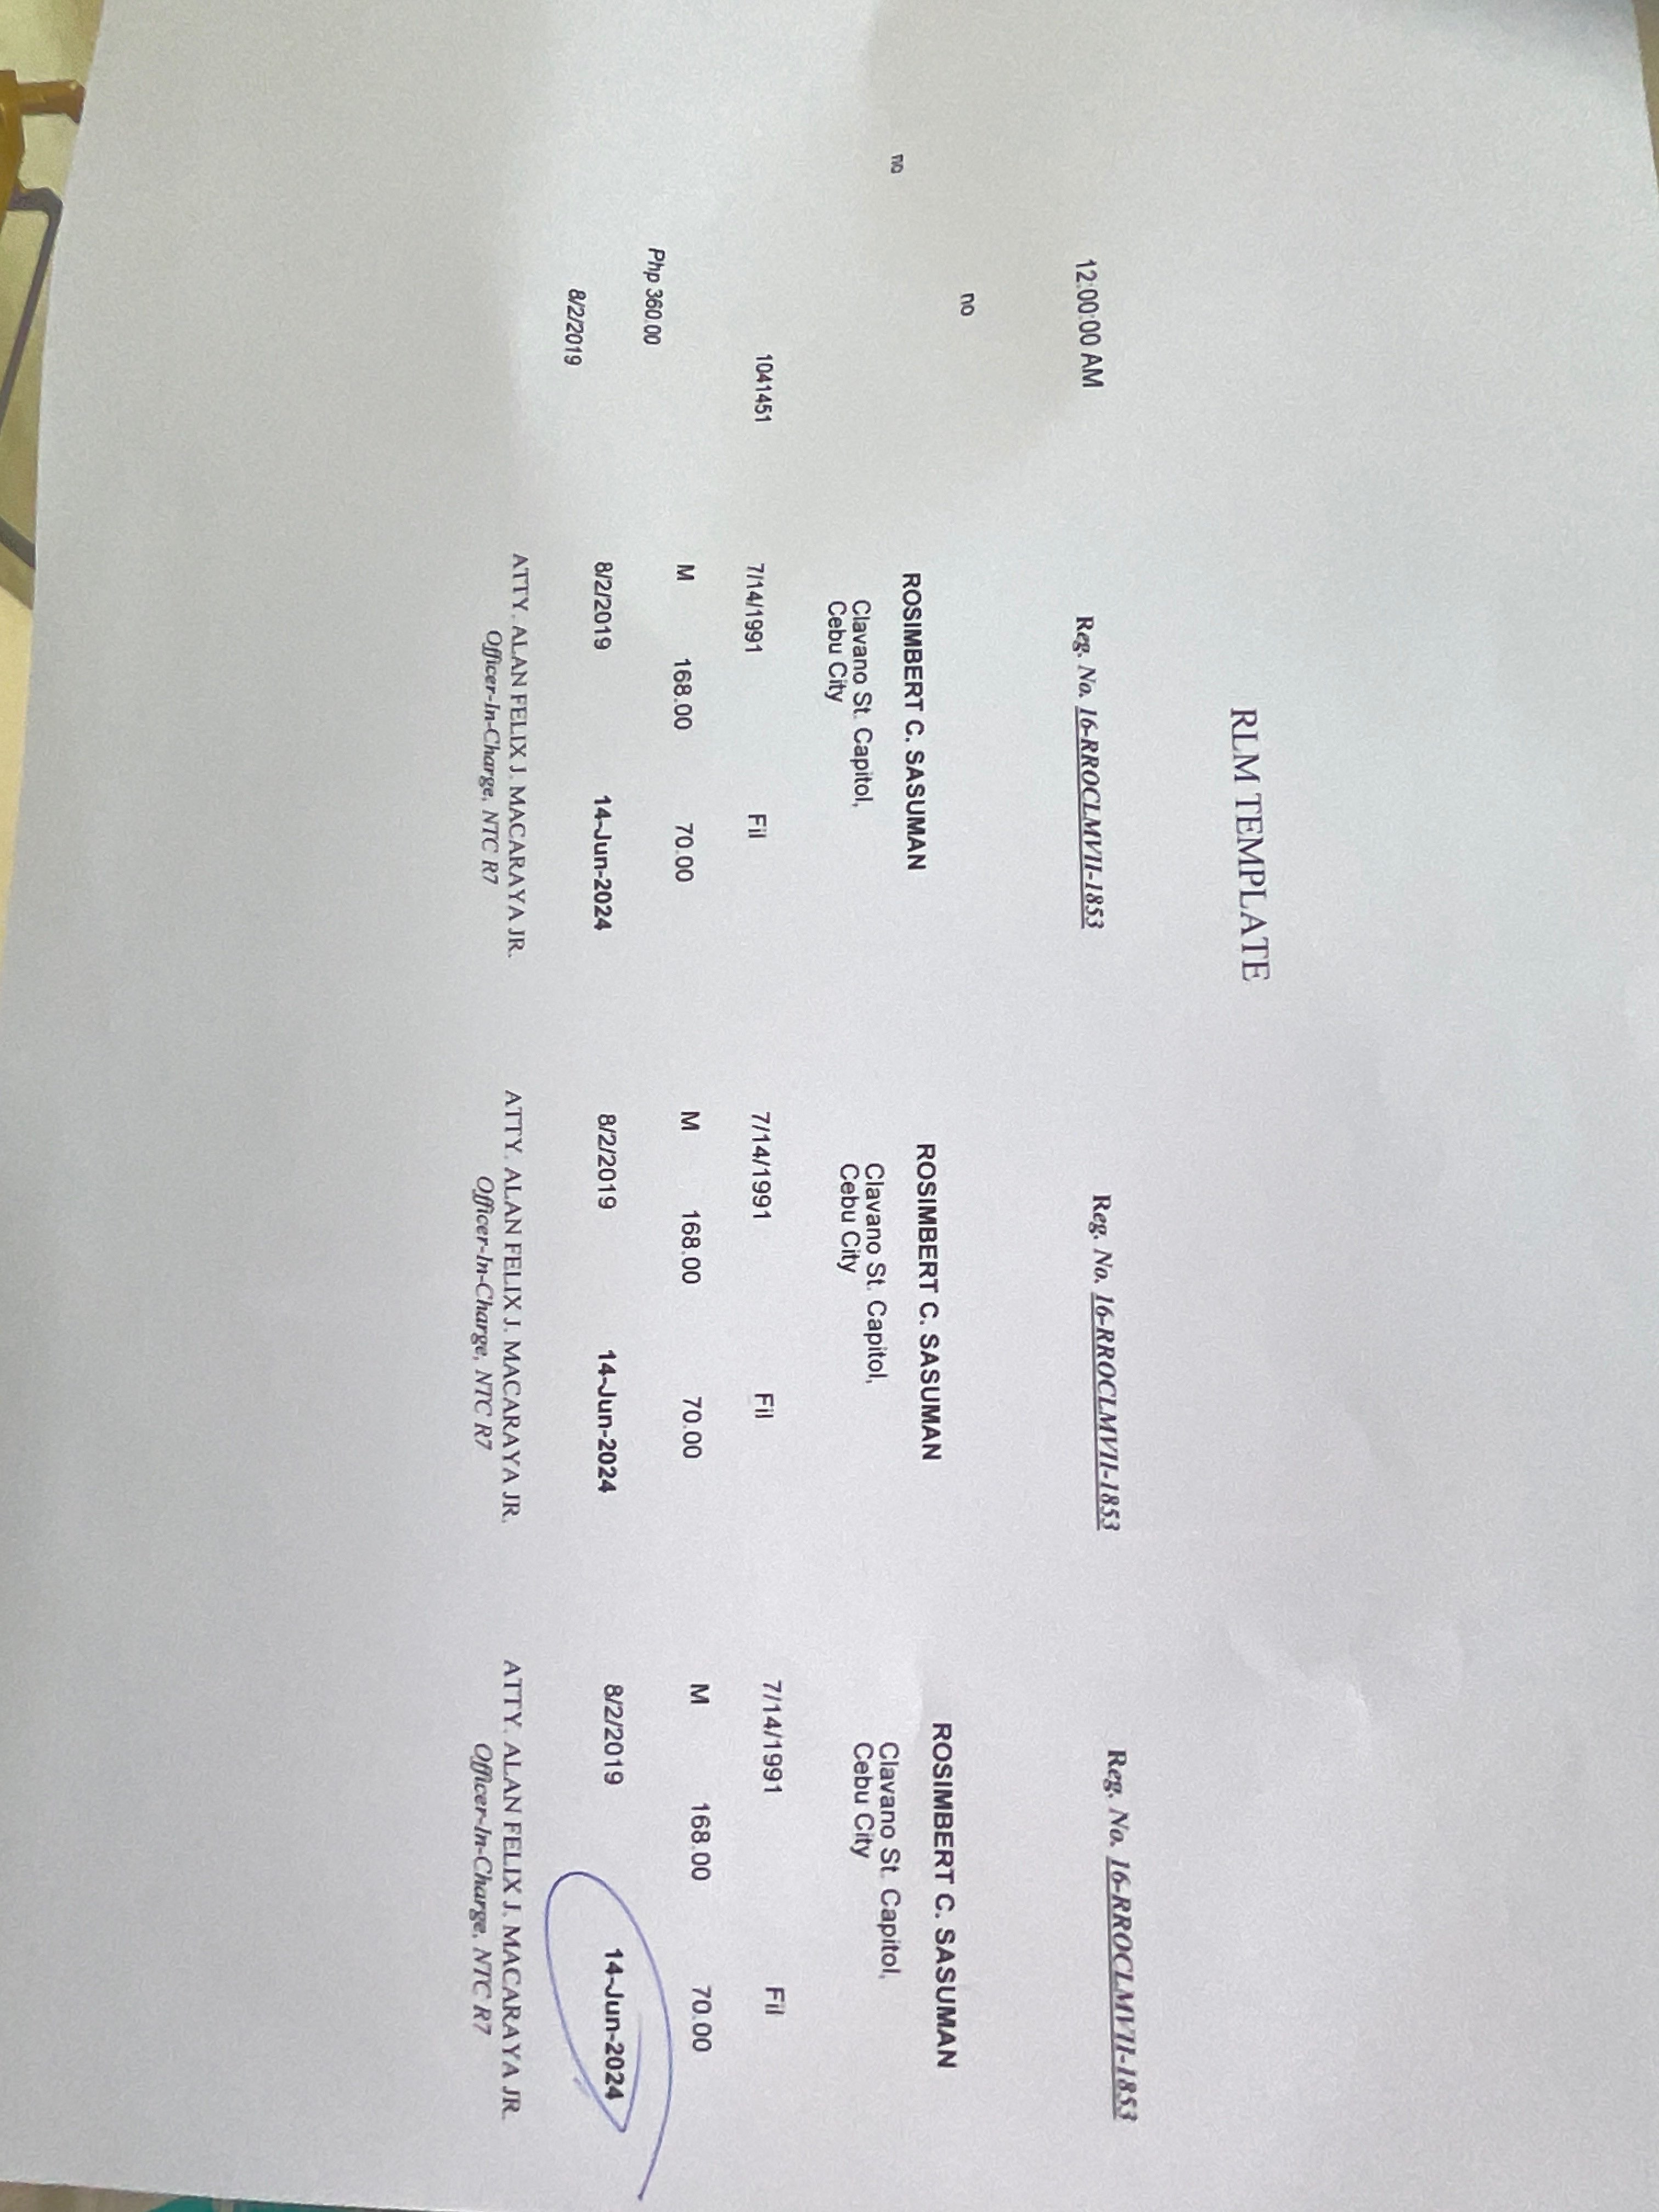 RLM TEMPLATE
12:00:00 AM
Reg. No. 16-RROCLMVII-1853
Reg. No. 16-RROCLMVII-1853
Reg. No. 16-RROCLMVII-1853
no
no
ROSIMBERT C. SASUMAN
ROSIMBERT C. SASUMAN
ROSIMBERT C. SASUMAN
Clavano St. Capitol,
Cebu City
Clavano St. Capitol,
Cebu City
Clavano St. Capitol,
Cebu City
1041451
7/14/1991 Fil
7/14/1991 Fil
7/14/1991 Fil
Php 360.00
M 168.00 70.00
M 168.00 70.00
M 168.00 70.00
8/2/2019
8/2/2019 14-Jun-2024
8/2/2019 14-Jun-2024
8/2/2019 14-Jun-2024
ATTY. ALAN FELIX J. MACARAYA JR.
Officer-In-Charge, NTC R7
ATTY. ALAN FELIX J. MACARAYA JR.
Officer-In-Charge, NTC R7
ATTY. ALAN FELIX J. MACARAYA JR.
Officer-In-Charge, NTC R7